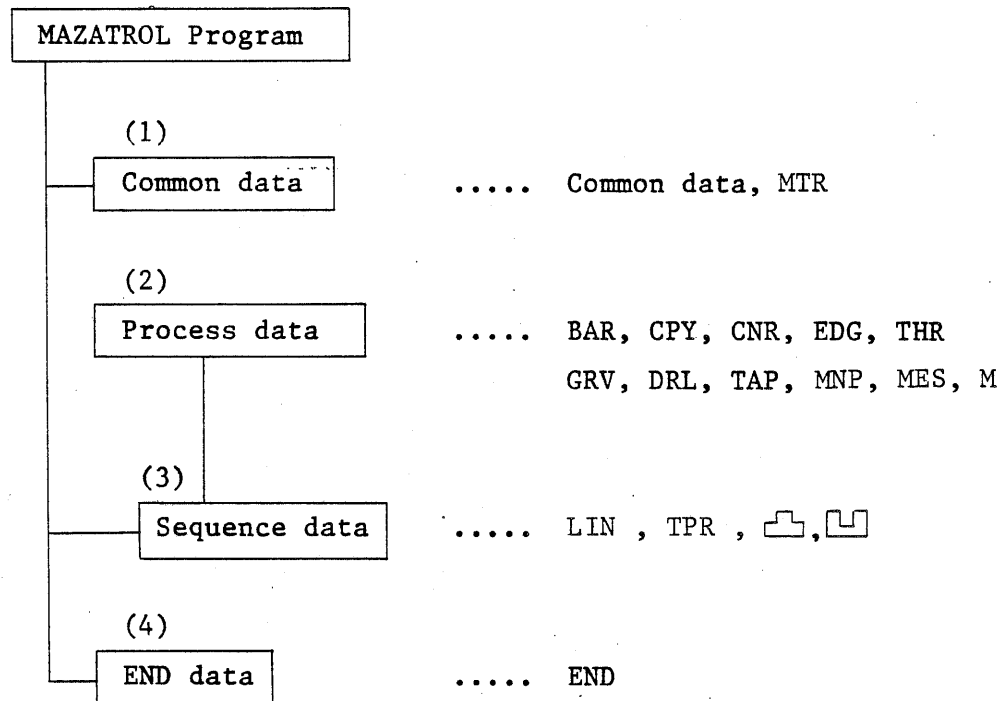 MAZATROL Program
(1)
Common data ..... Common data, MTR
(2)
Process data ..... BAR, CPY, CNR, EDG, THR
GRV, DRL, TAP, MNP, MES, M
(3)
Sequence data ..... LIN , TPR , ,
(4)
END data ..... END